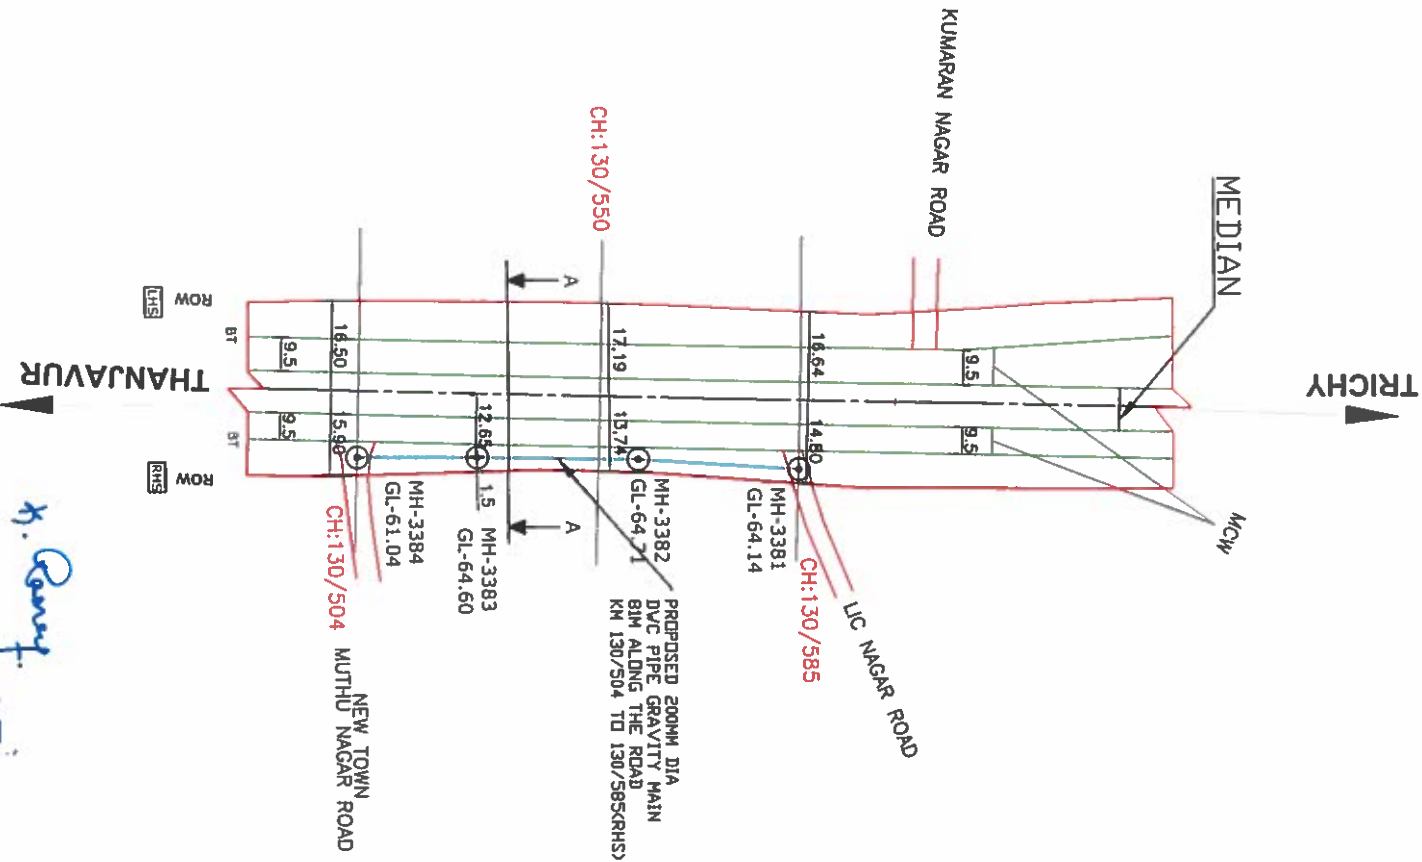 KUMARAN NAGAR ROAD
MEDIAN
TRICHY
THANJAVUR
CH:130/550
A
A
ROW
LHS
BT
9.5
16.50
17.19
16.64
9.5
MCW
BT
9.5
15.90
12.65
13.74
14.80
9.5
ROW
RHS
1.5
MH-3384
GL-61.04
MH-3383
GL-64.60
MH-3382
GL-64.71
MH-3381
GL-64.14
CH:130/504
CH:130/585
NEW TOWN
MUTHU NAGAR ROAD
LIC NAGAR ROAD
PROPOSED 200MM DIA
DWC PIPE GRAVITY MAIN
81M ALONG THE ROAD
KM 130/504 TO 130/585(RHS)